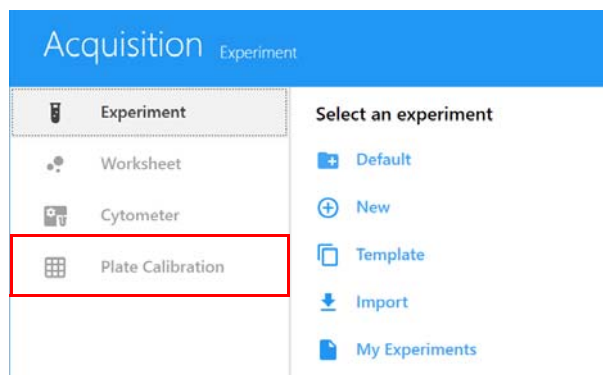 Acquisition Experiment
Experiment
Worksheet
Cytometer
Plate Calibration
Select an experiment
Default
New
Template
Import
My Experiments